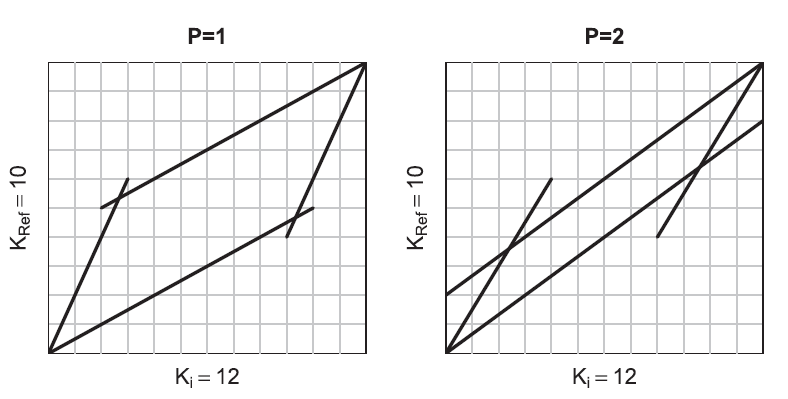 P=1
P=2
K_Ref = 10
K_Ref = 10
K_i = 12
K_i = 12